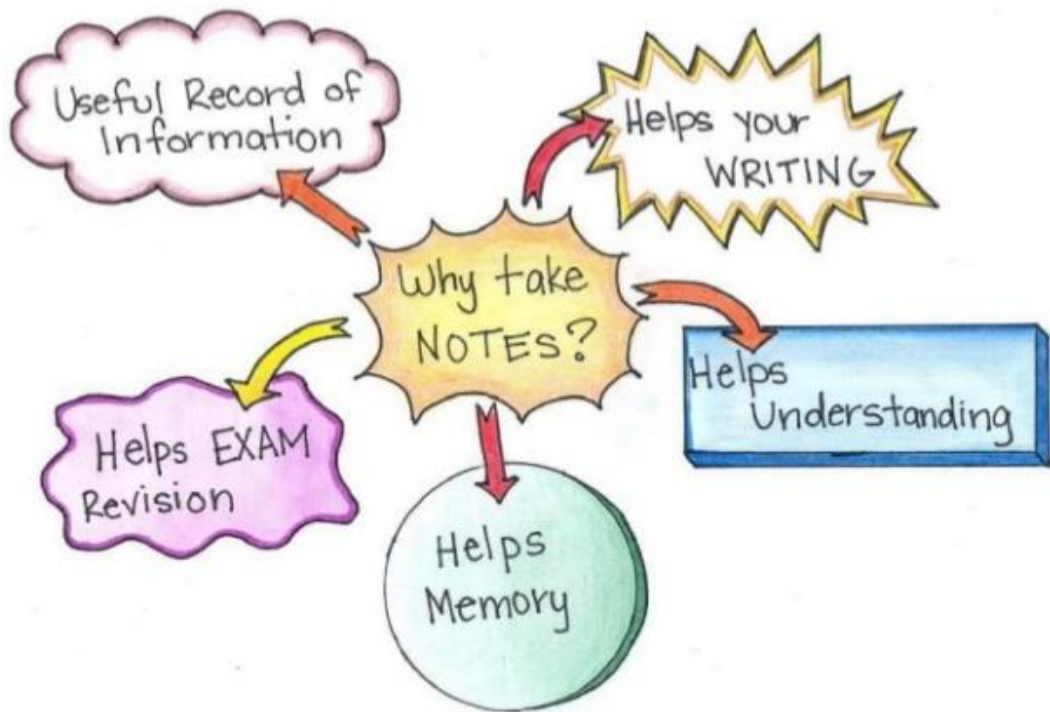 Useful Record of
Information
Helps your
WRITING
Why take
NOTES?
Helps
Understanding
Helps EXAM
Revision
Helps
Memory